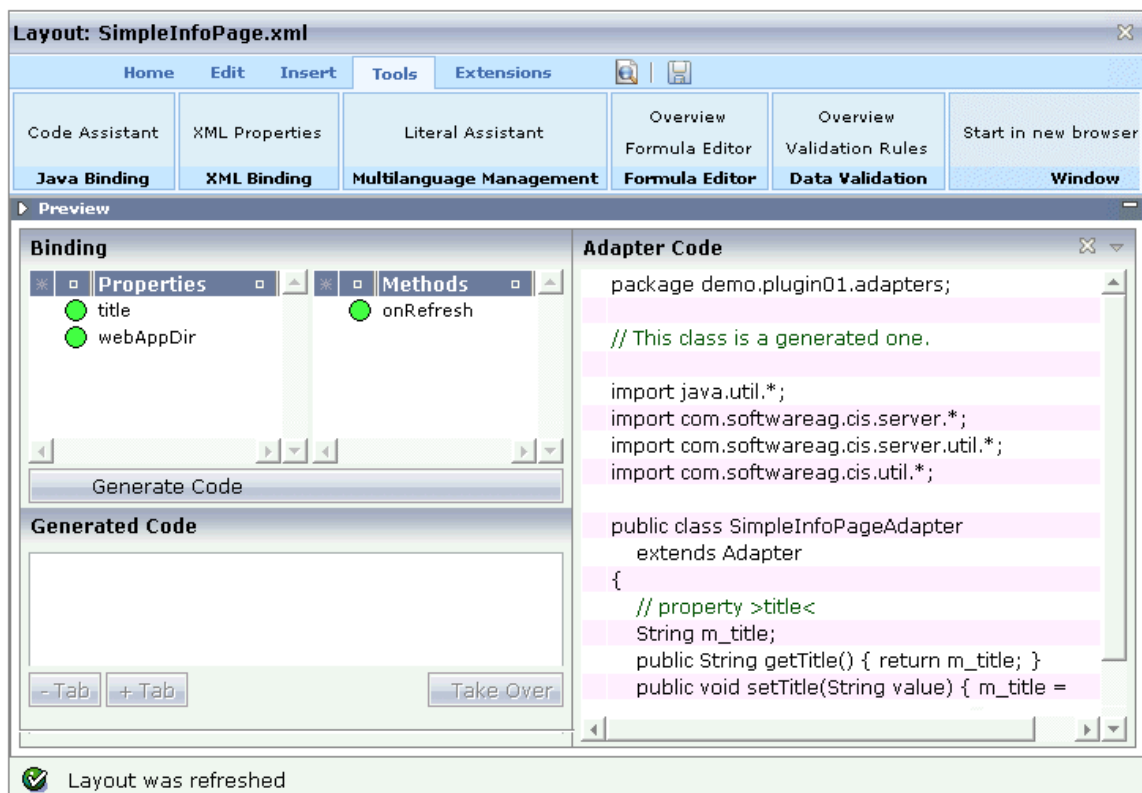 Layout: SimpleInfoPage.xml
Home Edit Insert Tools Extensions
Code Assistant
Java Binding
XML Properties
XML Binding
Literal Assistant
Multilanguage Management
Overview
Formula Editor
Formula Editor
Overview
Validation Rules
Data Validation
Start in new browser
Window
Preview
Binding
Properties
title
webAppDir
Methods
onRefresh
Generate Code
Generated Code
- Tab + Tab Take Over
Adapter Code
package demo.plugin01.adapters;
// This class is a generated one.
import java.util.*;
import com.softwareag.cis.server.*;
import com.softwareag.cis.server.util.*;
import com.softwareag.cis.util.*;
public class SimpleInfoPageAdapter
extends Adapter
{
// property >title<
String m_title;
public String getTitle() { return m_title; }
public void setTitle(String value) { m_title =
Layout was refreshed